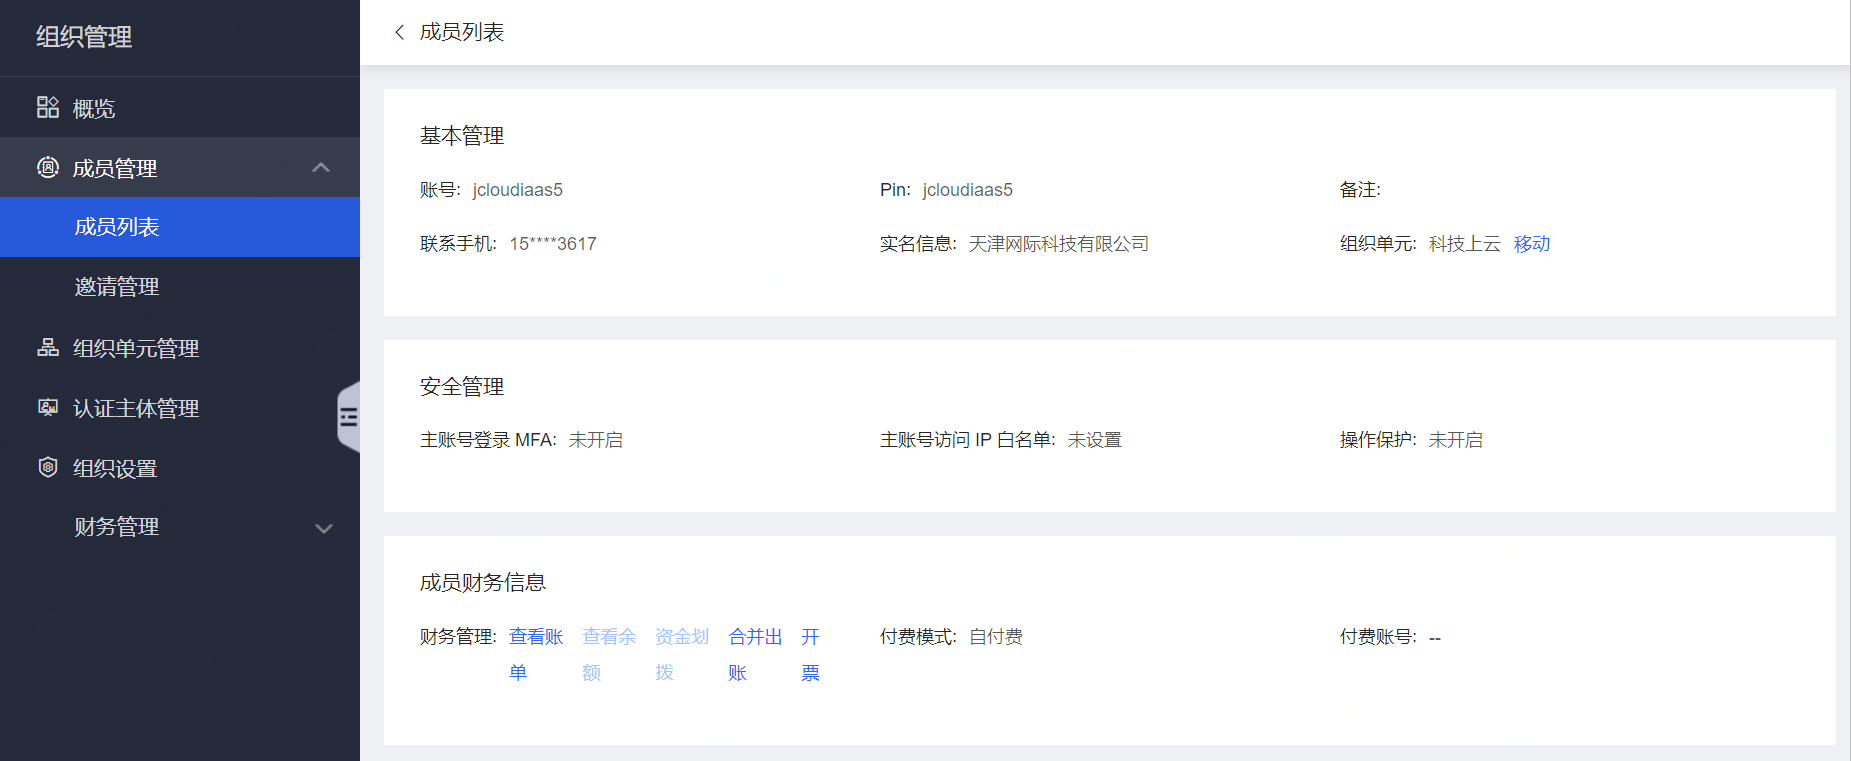 组织管理
概览
成员管理
成员列表
邀请管理
组织单元管理
认证主体管理
组织设置
财务管理
成员列表
基本管理
账号: jcloudiaas5
Pin: jcloudiaas5
备注:
联系手机: 15****3617
实名信息: 天津网际科技有限公司
组织单元: 科技上云 移动
安全管理
主账号登录 MFA: 未开启
主账号访问 IP 白名单: 未设置
操作保护: 未开启
成员财务信息
财务管理: 查看账单 查看余额 资金划拨 合并出账 开票
付费模式: 自付费
付费账号: --